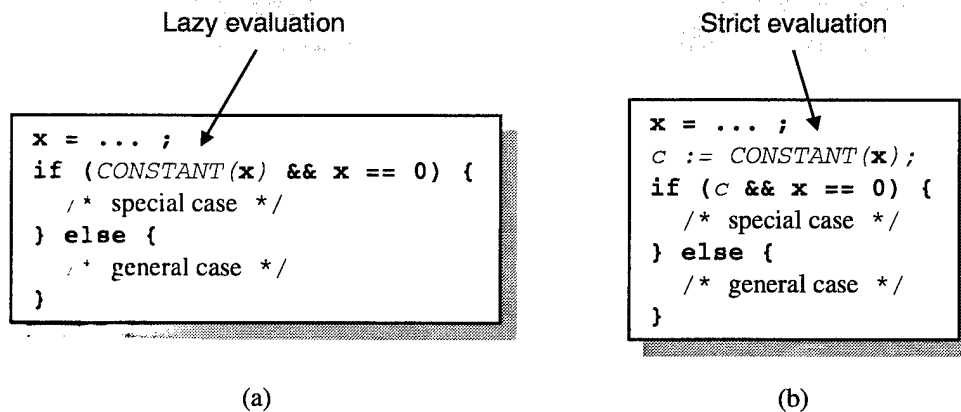 Lazy evaluation
x = ... ;
if (CONSTANT(x) && x == 0) {
/* special case */
} else {
/* general case */
}
(a)
Strict evaluation
x = ... ;
c := CONSTANT(x);
if (c && x == 0) {
/* special case */
} else {
/* general case */
}
(b)